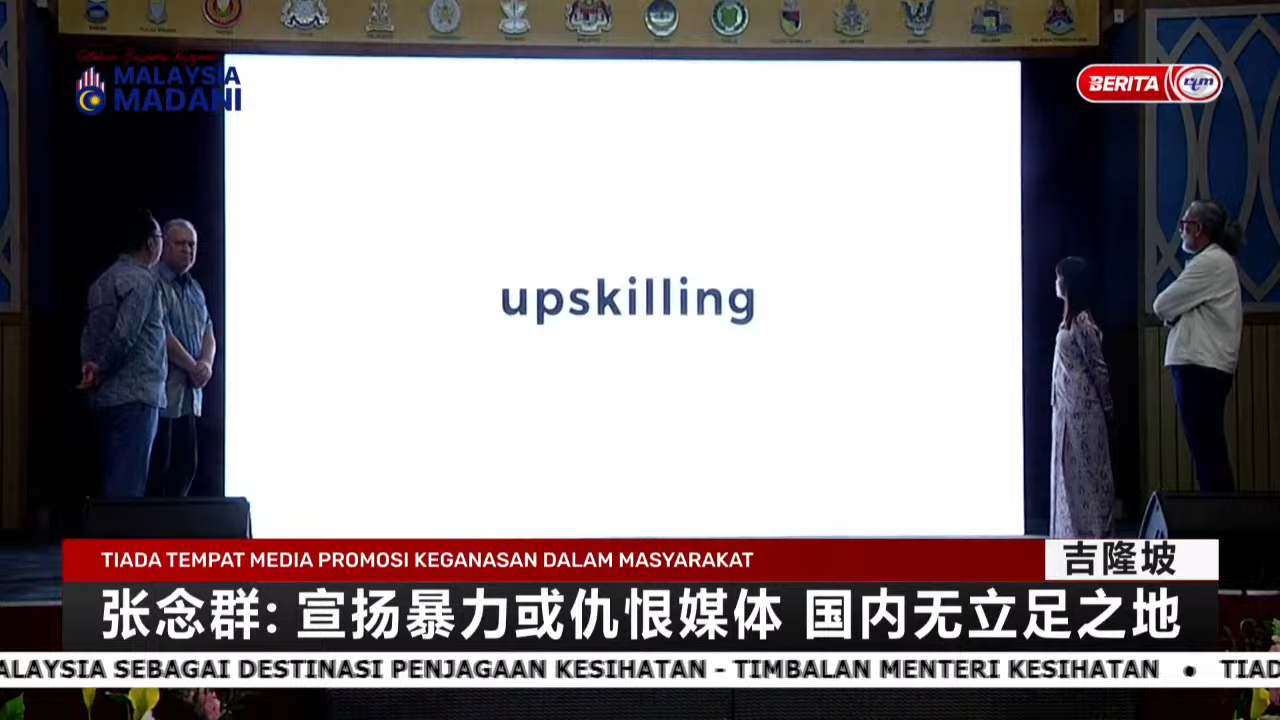 MALAYSIA
MADANI
BERITA
upskilling
TIADA TEMPAT MEDIA PROMOSI KEGANASAN DALAM MASYARAKAT
吉隆坡
张念群: 宣扬暴力或仇恨媒体 国内无立足之地
ALAYSIA SEBAGAI DESTINASI PENJAGAAN KESIHATAN - TIMBALAN MENTERI KESIHATAN • TIAD